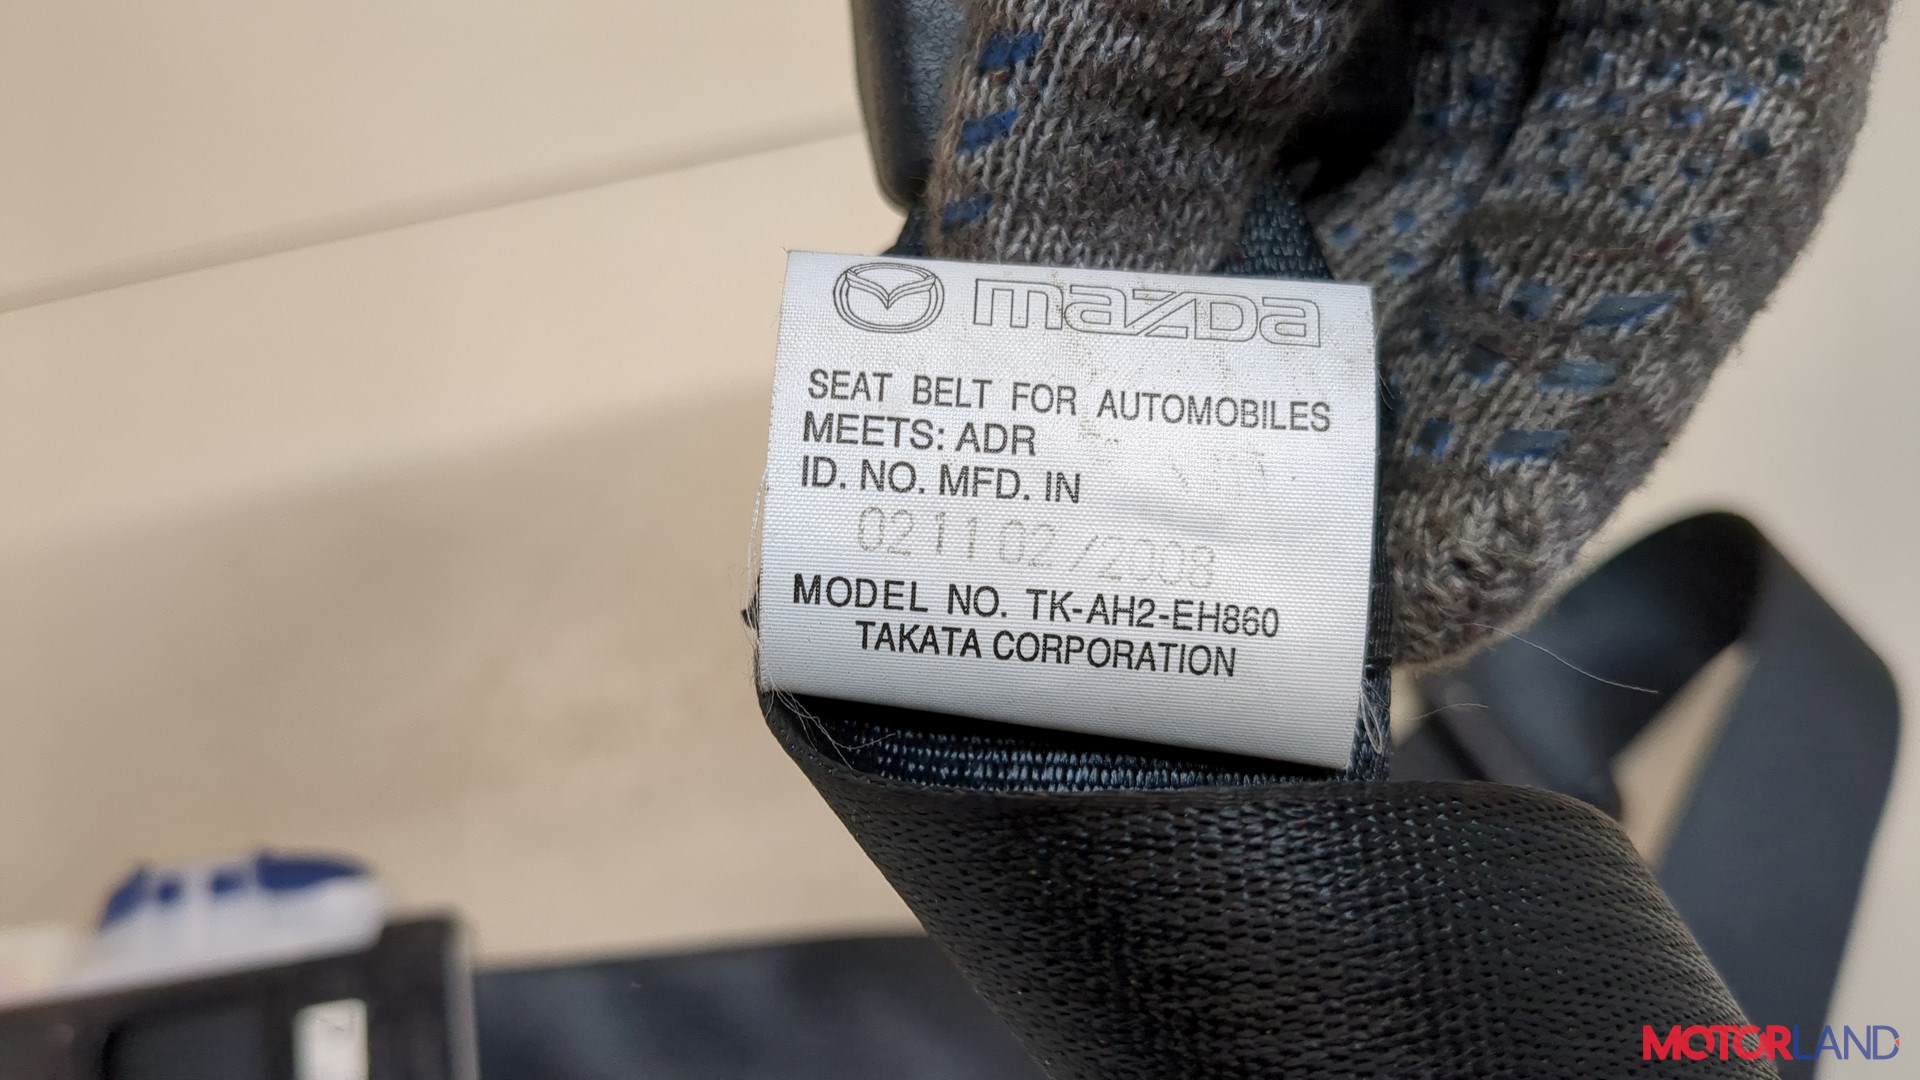 mazda
SEAT BELT FOR AUTOMOBILES
MEETS: ADR
ID. NO. MFD. IN
021102/2008
MODEL NO. TK-AH2-EH860
TAKATA CORPORATION
MOTORLAND